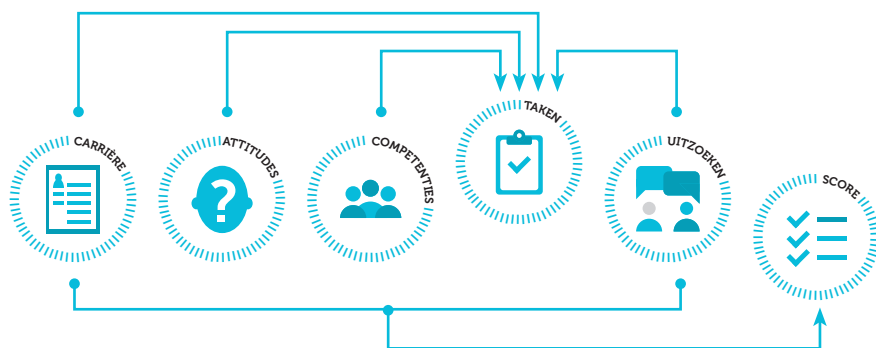 CARRIÈRE
ATTITUDES
COMPETENTIES
TAKEN
UITZOEKEN
SCORE